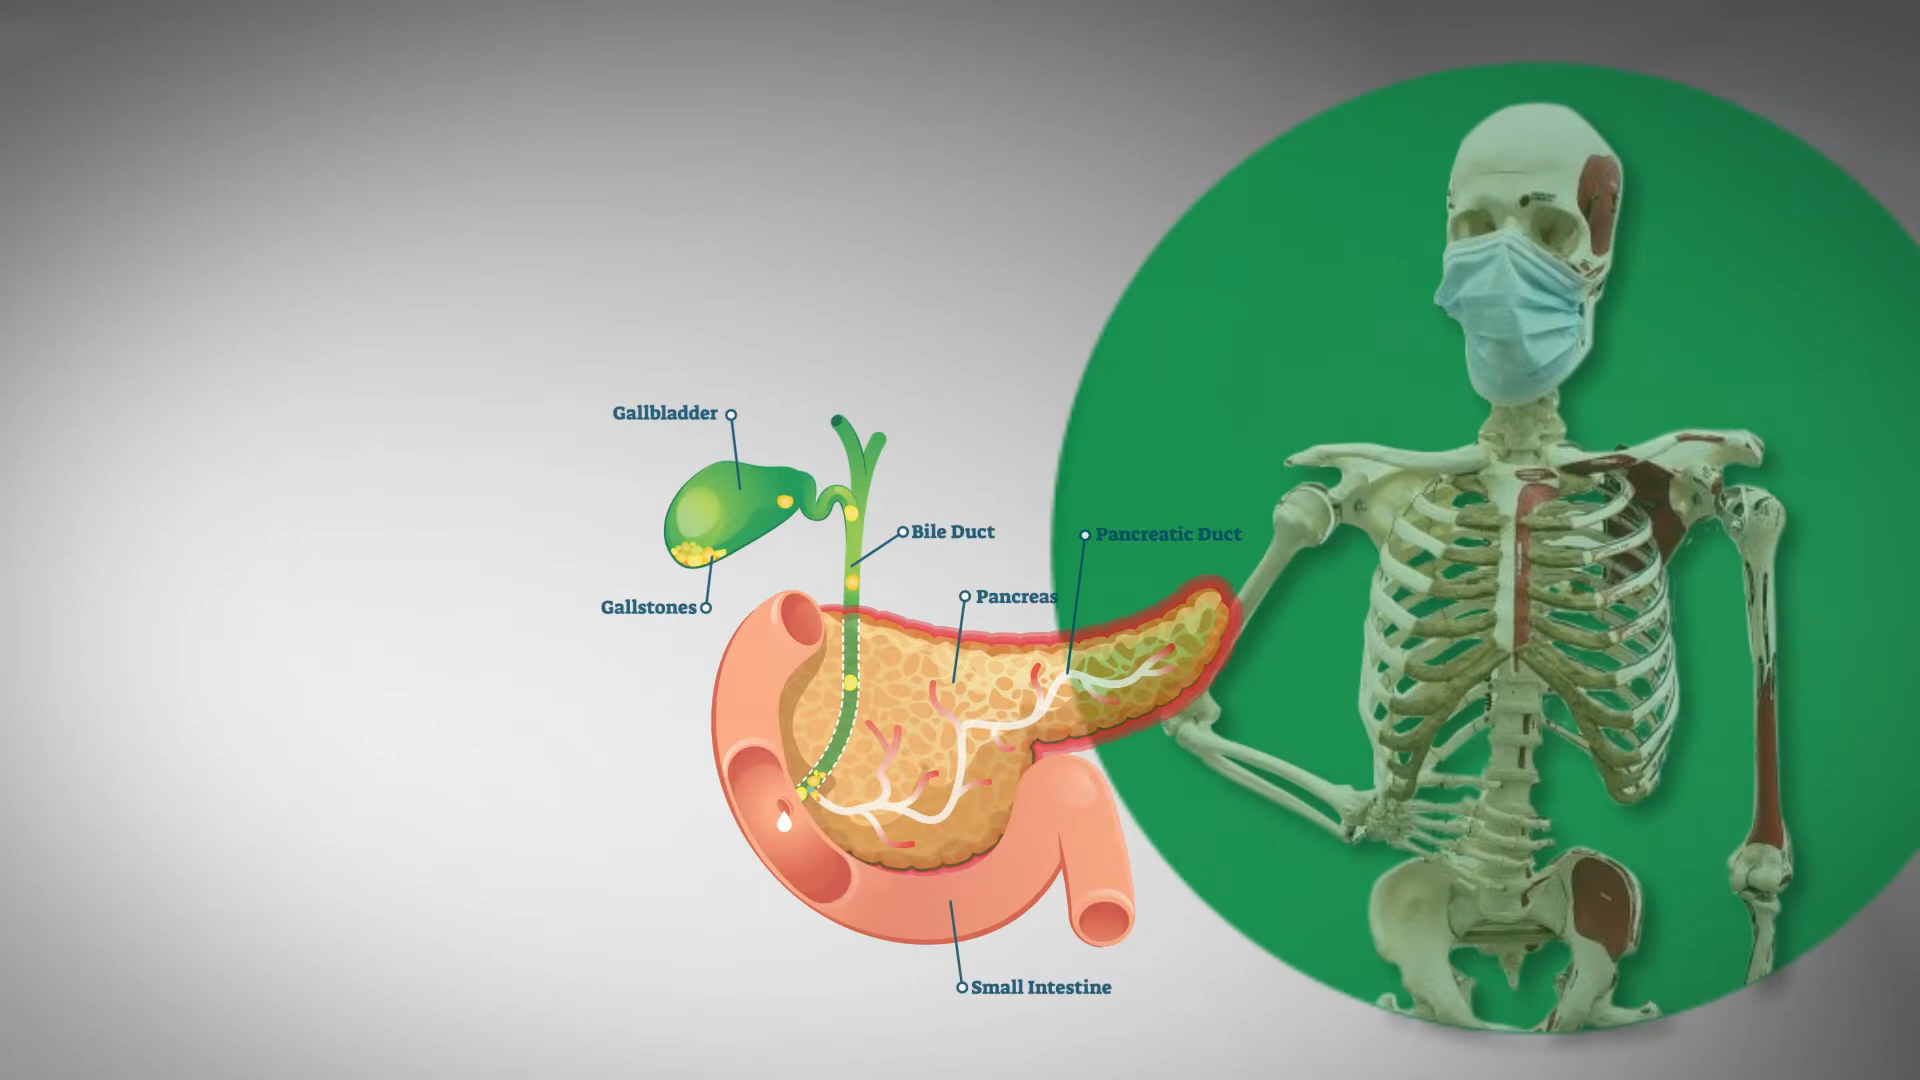 Gallbladder
Bile Duct
Pancreatic Duct
Pancreas
Gallstones
Small Intestine